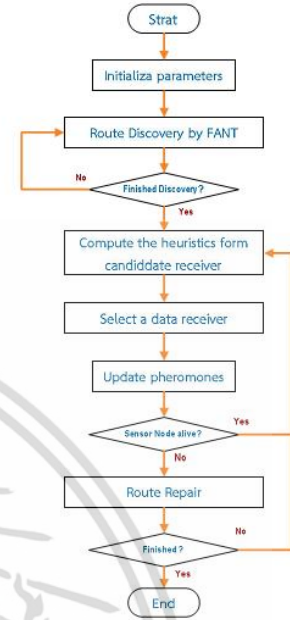 Strat
Initializa parameters
Route Discovery by FANT
No
Finished Discovery?
Yes
Compute the heuristics form
candiddate receiver
Select a data receiver
Update pheromones
Yes
Sensor Node alive?
No
Route Repair
No
Finished?
Yes
End